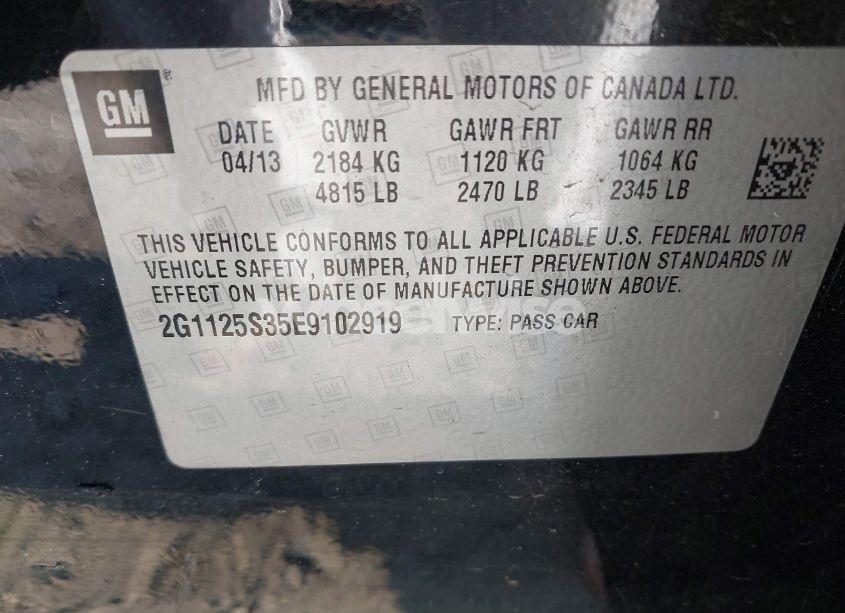 GM
MFD BY GENERAL MOTORS OF CANADA LTD.
DATE GVWR GAWR FRT GAWR RR
04/13 2184 KG 1120 KG 1064 KG
4815 LB 2470 LB 2345 LB
THIS VEHICLE CONFORMS TO ALL APPLICABLE U.S. FEDERAL MOTOR
VEHICLE SAFETY, BUMPER, AND THEFT PREVENTION STANDARDS IN
EFFECT ON THE DATE OF MANUFACTURE SHOWN ABOVE.
2G1125S35E9102919 TYPE: PASS CAR